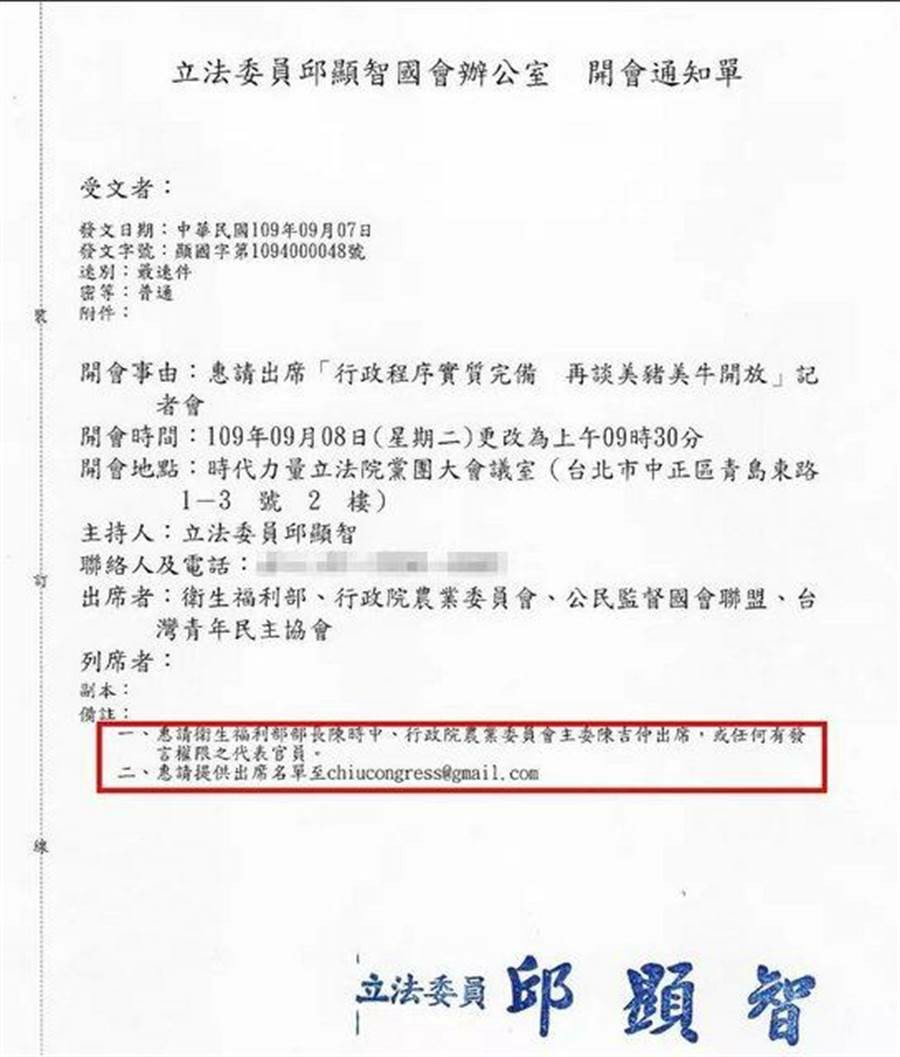 立法委員邱顯智國會辦公室　開會通知單
受文者：
發文日期：中華民國109年09月07日
發文字號：顯國字第1094000048號
速別：最速件
密等：普通
附件：
裝
開會事由：惠請出席「行政程序實質完備　再談美豬美牛開放」記
者會
開會時間：109年09月08日(星期二)更改為上午09時30分
開會地點：時代力量立法院黨團大會議室（台北市中正區青島東路
1－3　號　2　樓）
主持人：立法委員邱顯智
聯絡人及電話：
訂
出席者：衛生福利部、行政院農業委員會、公民監督國會聯盟、台
灣青年民主協會
列席者：
副本：
備註：
一、惠請衛生福利部部長陳時中、行政院農業委員會主委陳吉仲出席，或任何有發
言權限之代表官員。
二、惠請提供出席名單至chiucongress@gmail.com
線
立法委員 邱顯智